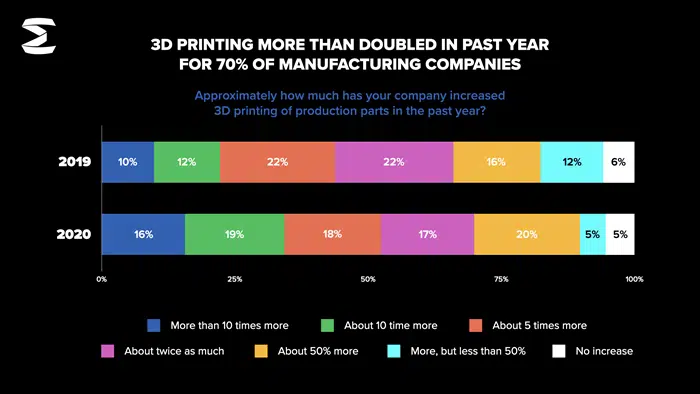 3D PRINTING MORE THAN DOUBLED IN PAST YEAR
FOR 70% OF MANUFACTURING COMPANIES
Approximately how much has your company increased
3D printing of production parts in the past year?
2019 10% 12% 22% 22% 16% 12% 6%
2020 16% 19% 18% 17% 20% 5% 5%
0% 25% 50% 75% 100%
More than 10 times more About 10 time more About 5 times more
About twice as much About 50% more More, but less than 50% No increase